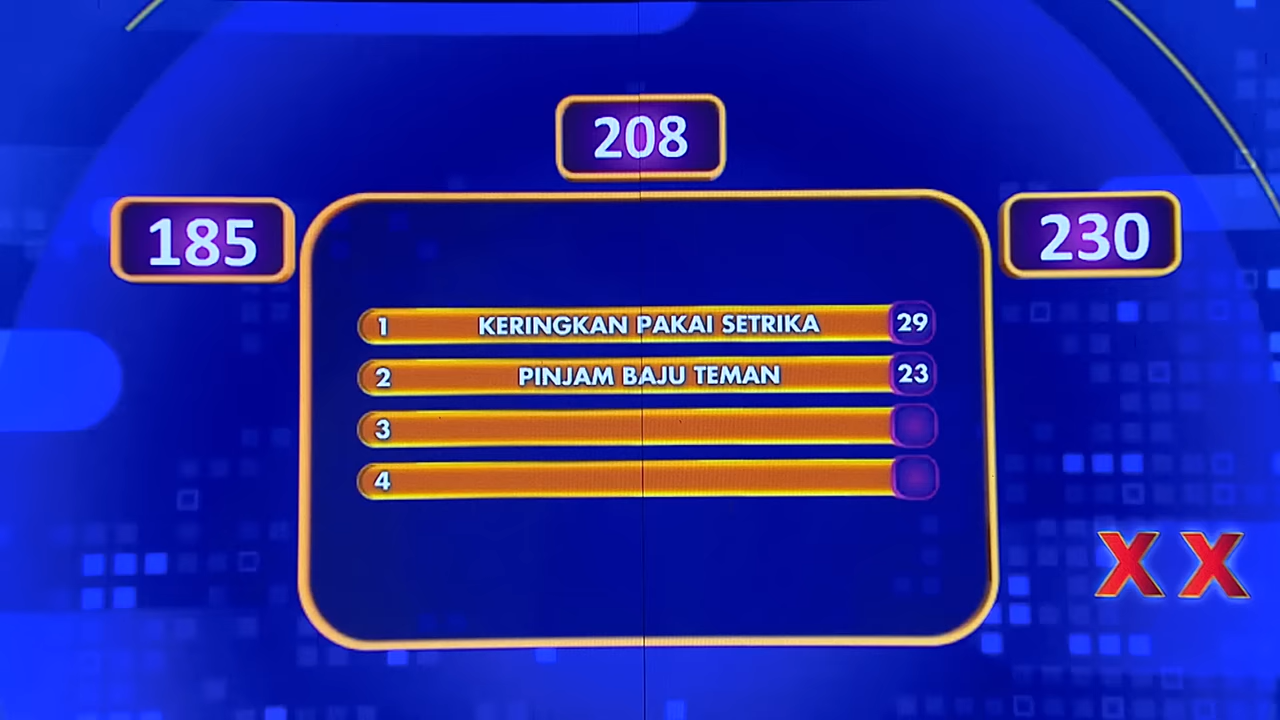 208
185
230
1 KERINGKAN PAKAI SETRIKA 29
2 PINJAM BAJU TEMAN 23
3
4
X X